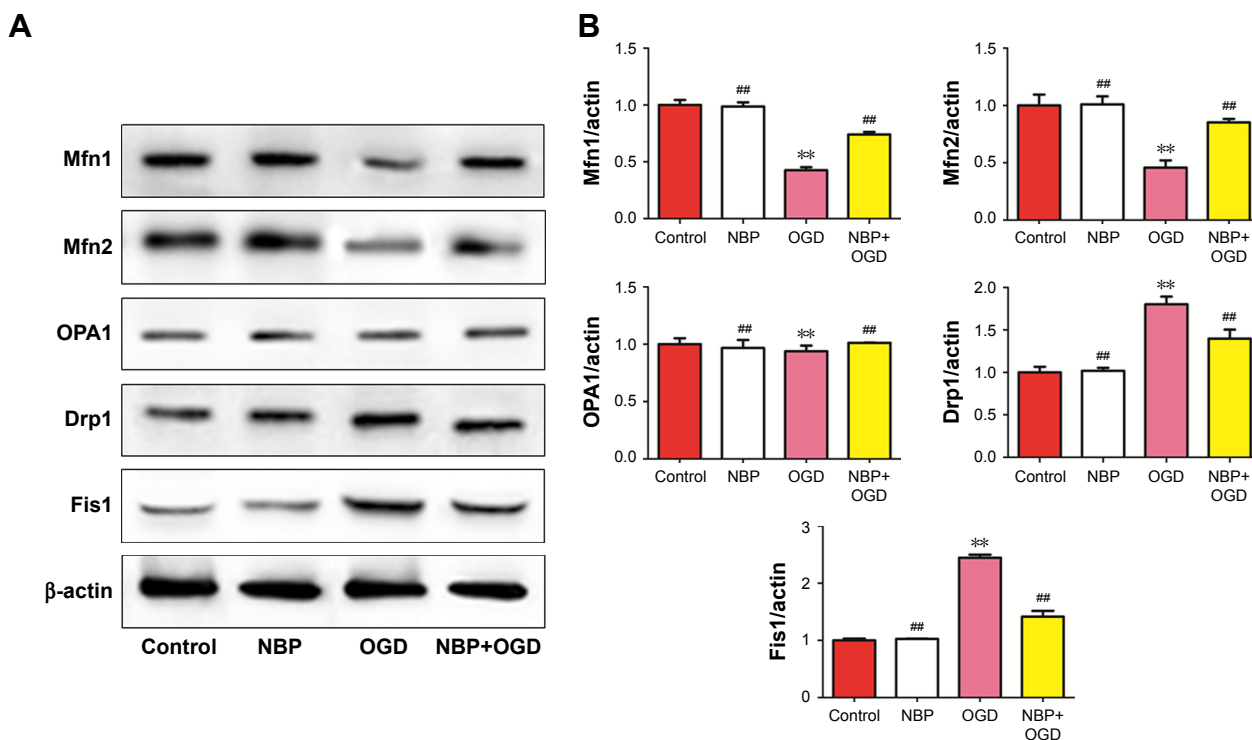 A
Mfn1
Mfn2
OPA1
Drp1
Fis1
β-actin
Control NBP OGD NBP+OGD
B
Mfn1/actin
1.5
1.0
0.5
0.0
##
**
##
Control NBP OGD NBP+
OGD
Mfn2/actin
1.5
1.0
0.5
0.0
##
**
##
Control NBP OGD NBP+
OGD
OPA1/actin
1.5
1.0
0.5
0.0
##
**
##
Control NBP OGD NBP+
OGD
Drp1/actin
2.0
1.5
1.0
0.5
0.0
##
**
##
Control NBP OGD NBP+
OGD
Fis1/actin
3
2
1
0
##
**
##
Control NBP OGD NBP+
OGD